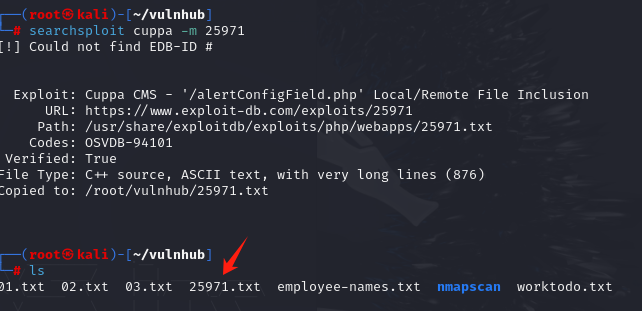 ┌──(root㉿kali)-[~/vulnhub]
└─# searchsploit cuppa -m 25971
[!] Could not find EDB-ID #
Exploit: Cuppa CMS - '/alertConfigField.php' Local/Remote File Inclusion
URL: https://www.exploit-db.com/exploits/25971
Path: /usr/share/exploitdb/exploits/php/webapps/25971.txt
Codes: OSVDB-94101
Verified: True
File Type: C++ source, ASCII text, with very long lines (876)
Copied to: /root/vulnhub/25971.txt
┌──(root㉿kali)-[~/vulnhub]
└─# ls
01.txt 02.txt 03.txt 25971.txt employee-names.txt nmapscan worktodo.txt